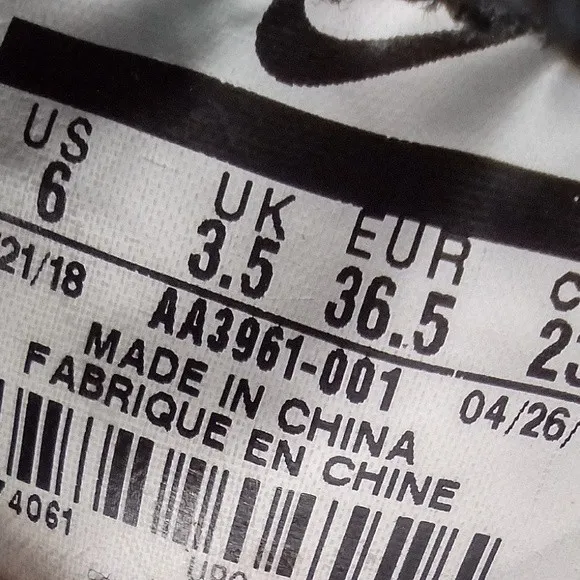 US UK EUR
6 3.5 36.5
21/18 AA3961-001 04/26/
MADE IN CHINA
FABRIQUE EN CHINE
4061